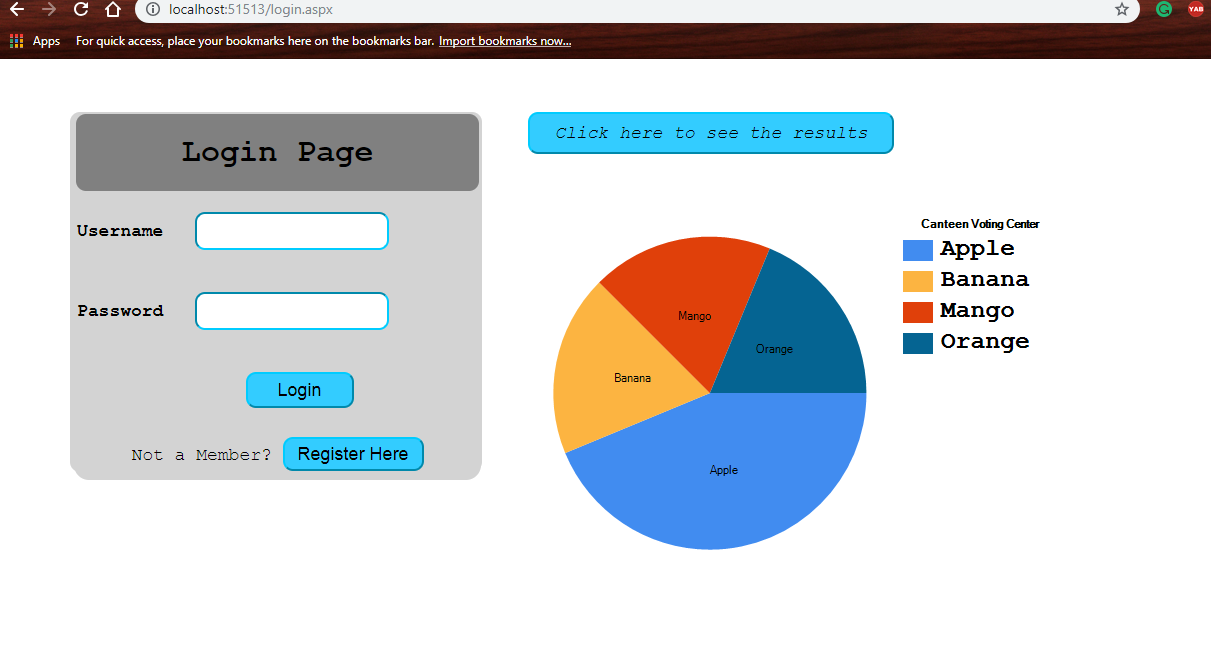 localhost:51513/login.aspx
YAB
Apps For quick access, place your bookmarks here on the bookmarks bar. Import bookmarks now...
Login Page
Username
Password
Login
Not a Member? Register Here
Click here to see the results
Mango
Orange
Banana
Apple
Canteen Voting Center
Apple
Banana
Mango
Orange